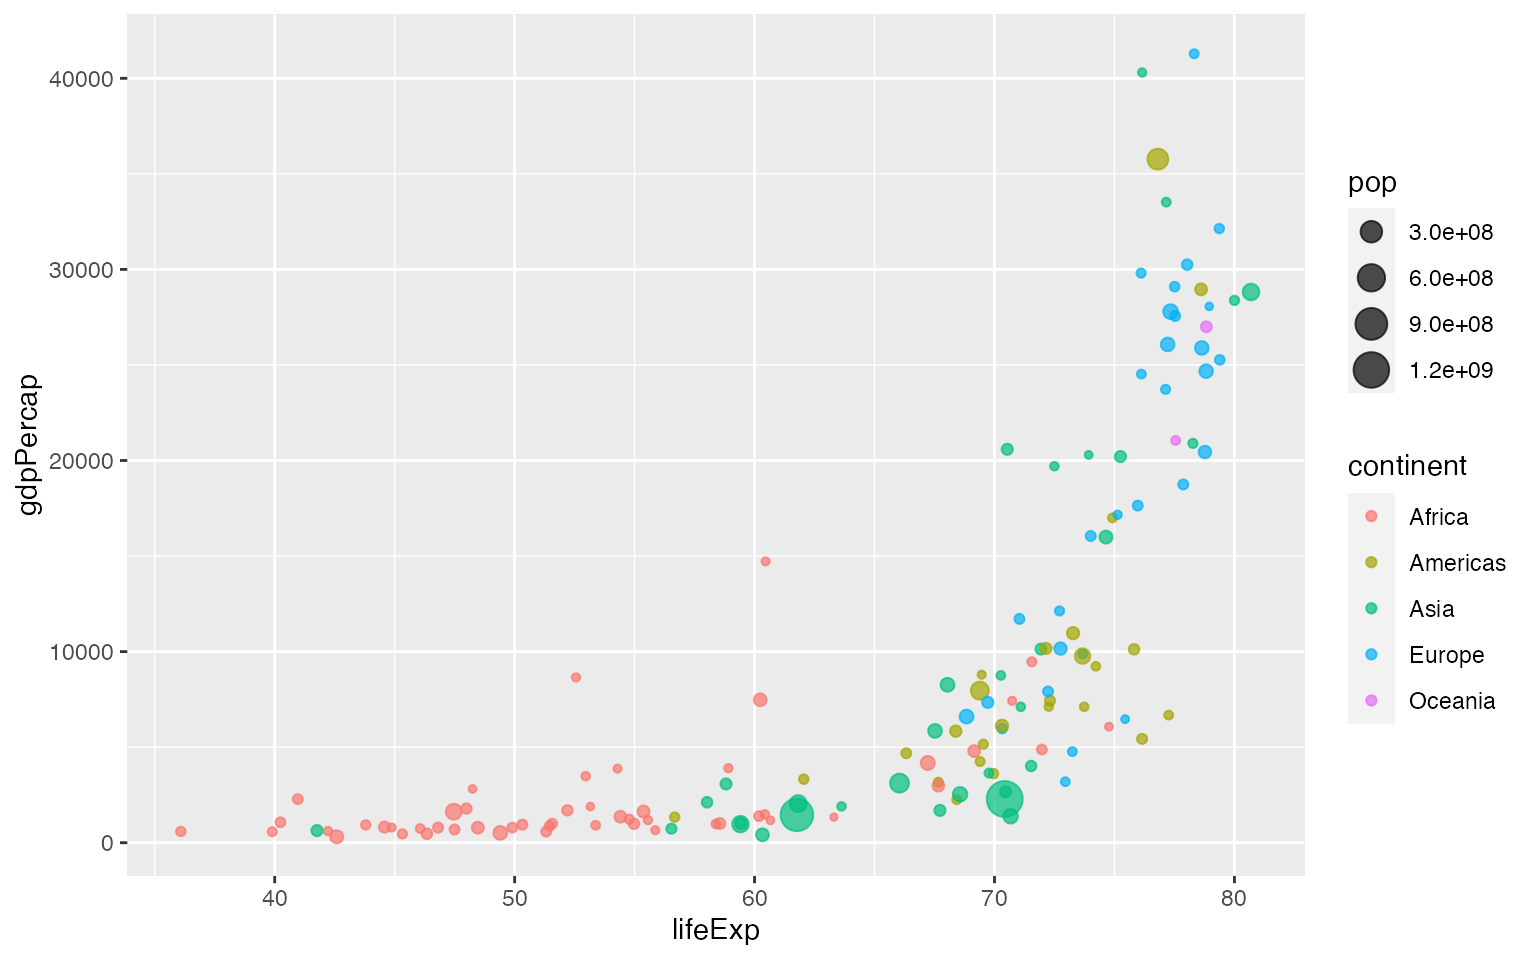 40000
30000
20000
10000
0
gdpPercap
40
50
60
70
80
lifeExp
pop
3.0e+08
6.0e+08
9.0e+08
1.2e+09
continent
Africa
Americas
Asia
Europe
Oceania